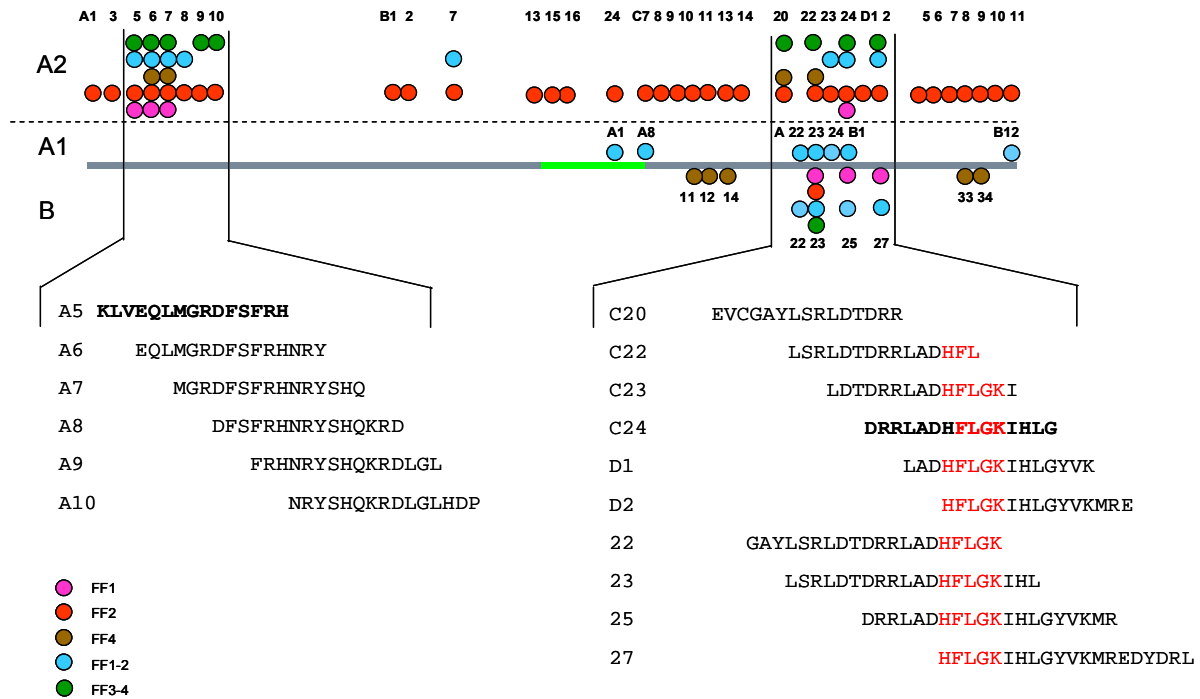 A1 3 5 6 7 8 9 10 B1 2 7 13 15 16 24 C7 8 9 10 11 13 14 20 22 23 24 D1 2 5 6 7 8 9 10 11
A2
A1
A1 A8 A 22 23 24 B1 B12
B
11 12 14 33 34
22 23 25 27
A5 KLVEQLMGRDFSFRH
A6 EQLMGRDFSFRHNRY
A7 MGRDFSFRHNRYSHQ
A8 DFSFRHNRYSHQKRD
A9 FRHNRYSHQKRDLGL
A10 NRYSHQKRDLGLHDP
C20 EVCGAYLSRLDTDRR
C22 LSRLDTDRRLADHFL
C23 LDTDRRLADHFLGKI
C24 DRRLADHFLGKIHLG
D1 LADHFLGKIHLGYVK
D2 HFLGKIHLGYVKMRE
22 GAYLSRLDTDRRLADHFLGK
23 LSRLDTDRRLADHFLGKIHL
25 DRRLADHFLGKIHLGYVKMR
27 HFLGKIHLGYVKMREDYDRL
FF1
FF2
FF4
FF1-2
FF3-4